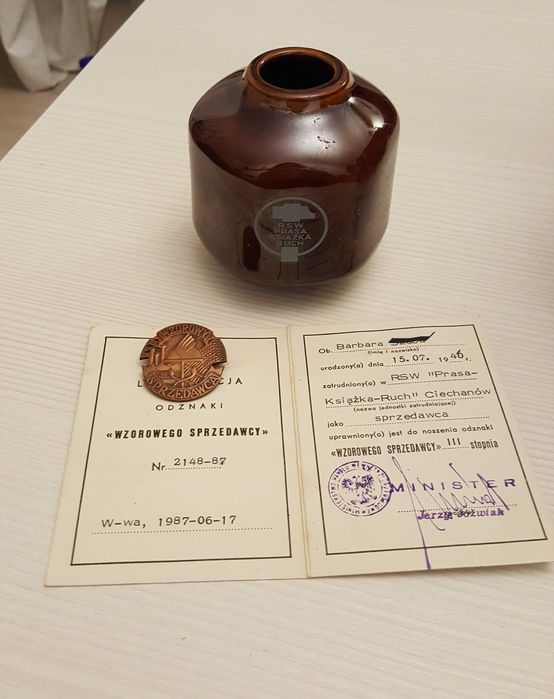 RSW
PRASA
KSIĄŻKA
RUCH
WZOROWY
SPRZEDAWCA
ODZNAKI
«WZOROWEGO SPRZEDAWCY»
Nr 2148-87
W-wa, 1987-06-17
Ob. Barbara
(imię i nazwisko)
urodzony(a) dnia 15.07. 1946 r.
zatrudniony(a) w RSW "Prasa-
Książka-Ruch" Ciechanów
(nazwa jednostki zatrudniającej)
jako sprzedawca
uprawniony(a) jest do noszenia odznaki
«WZOROWEGO SPRZEDAWCY» III stopnia
MINISTER
Jerzy Jóźwiak